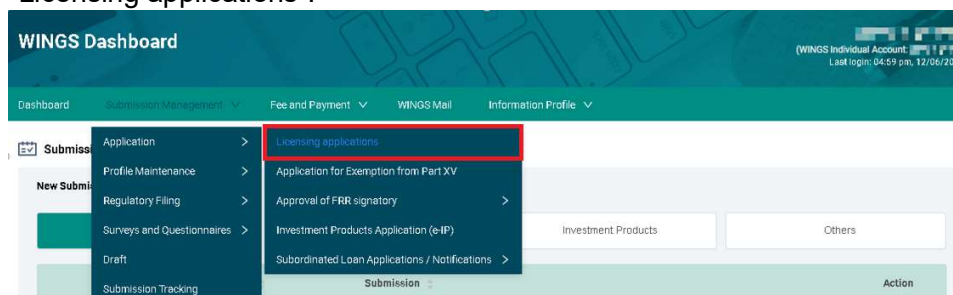 Licensing applications .
WINGS Dashboard
(WINGS Individual Account:
Last login: 04:59 pm, 12/06/20
Dashboard Submission Management Fee and Payment WINGS Mail Information Profile
Submissi
Application
Licensing applications
Profile Maintenance
Application for Exemption from Part XV
New Submi
Regulatory Filing
Approval of FRR signatory
Surveys and Questionnaires
Investment Products Application (e-IP)
Investment Products
Others
Draft
Subordinated Loan Applications / Notifications
Submission Tracking
Submission
Action